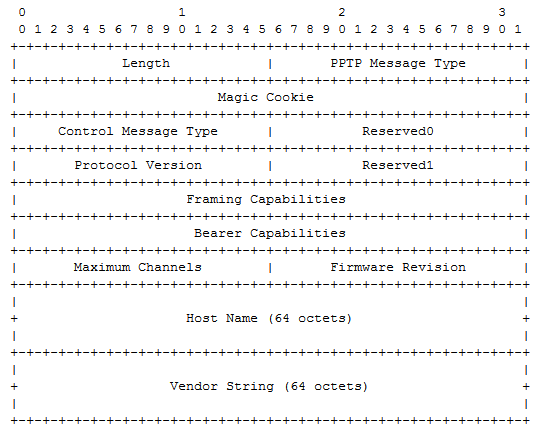 0                   1                   2                   3
0 1 2 3 4 5 6 7 8 9 0 1 2 3 4 5 6 7 8 9 0 1 2 3 4 5 6 7 8 9 0 1
+-+-+-+-+-+-+-+-+-+-+-+-+-+-+-+-+-+-+-+-+-+-+-+-+-+-+-+-+-+-+-+-+
|             Length            |       PPTP Message Type       |
+-+-+-+-+-+-+-+-+-+-+-+-+-+-+-+-+-+-+-+-+-+-+-+-+-+-+-+-+-+-+-+-+
|                         Magic Cookie                          |
+-+-+-+-+-+-+-+-+-+-+-+-+-+-+-+-+-+-+-+-+-+-+-+-+-+-+-+-+-+-+-+-+
|     Control Message Type      |           Reserved0           |
+-+-+-+-+-+-+-+-+-+-+-+-+-+-+-+-+-+-+-+-+-+-+-+-+-+-+-+-+-+-+-+-+
|       Protocol Version        |           Reserved1           |
+-+-+-+-+-+-+-+-+-+-+-+-+-+-+-+-+-+-+-+-+-+-+-+-+-+-+-+-+-+-+-+-+
|                     Framing Capabilities                      |
+-+-+-+-+-+-+-+-+-+-+-+-+-+-+-+-+-+-+-+-+-+-+-+-+-+-+-+-+-+-+-+-+
|                      Bearer Capabilities                      |
+-+-+-+-+-+-+-+-+-+-+-+-+-+-+-+-+-+-+-+-+-+-+-+-+-+-+-+-+-+-+-+-+
|       Maximum Channels        |       Firmware Revision       |
+-+-+-+-+-+-+-+-+-+-+-+-+-+-+-+-+-+-+-+-+-+-+-+-+-+-+-+-+-+-+-+-+
|                                                               |
+                     Host Name (64 octets)                     +
|                                                               |
+-+-+-+-+-+-+-+-+-+-+-+-+-+-+-+-+-+-+-+-+-+-+-+-+-+-+-+-+-+-+-+-+
|                                                               |
+                   Vendor String (64 octets)                   +
|                                                               |
+-+-+-+-+-+-+-+-+-+-+-+-+-+-+-+-+-+-+-+-+-+-+-+-+-+-+-+-+-+-+-+-+